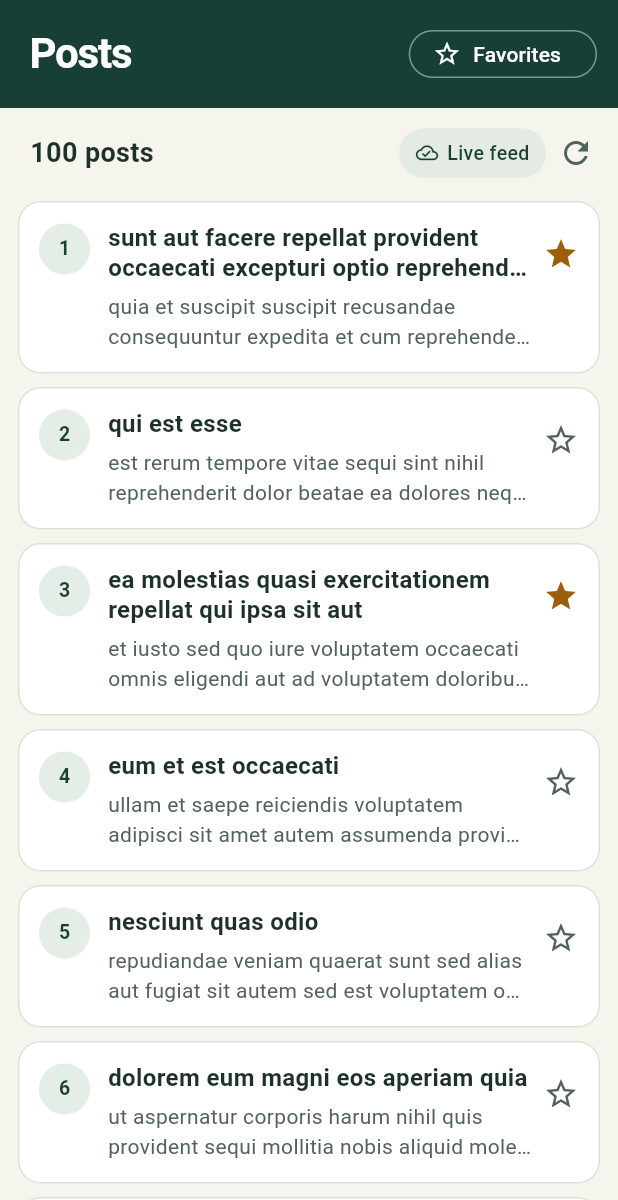 Posts
Favorites
100 posts
Live feed
1
sunt aut facere repellat provident
occaecati excepturi optio reprehend…
quia et suscipit suscipit recusandae
consequuntur expedita et cum reprehende…
2
qui est esse
est rerum tempore vitae sequi sint nihil
reprehenderit dolor beatae ea dolores neq…
3
ea molestias quasi exercitationem
repellat qui ipsa sit aut
et iusto sed quo iure voluptatem occaecati
omnis eligendi aut ad voluptatem doloribu…
4
eum et est occaecati
ullam et saepe reiciendis voluptatem
adipisci sit amet autem assumenda provi…
5
nesciunt quas odio
repudiandae veniam quaerat sunt sed alias
aut fugiat sit autem sed est voluptatem o…
6
dolorem eum magni eos aperiam quia
ut aspernatur corporis harum nihil quis
provident sequi mollitia nobis aliquid mole…